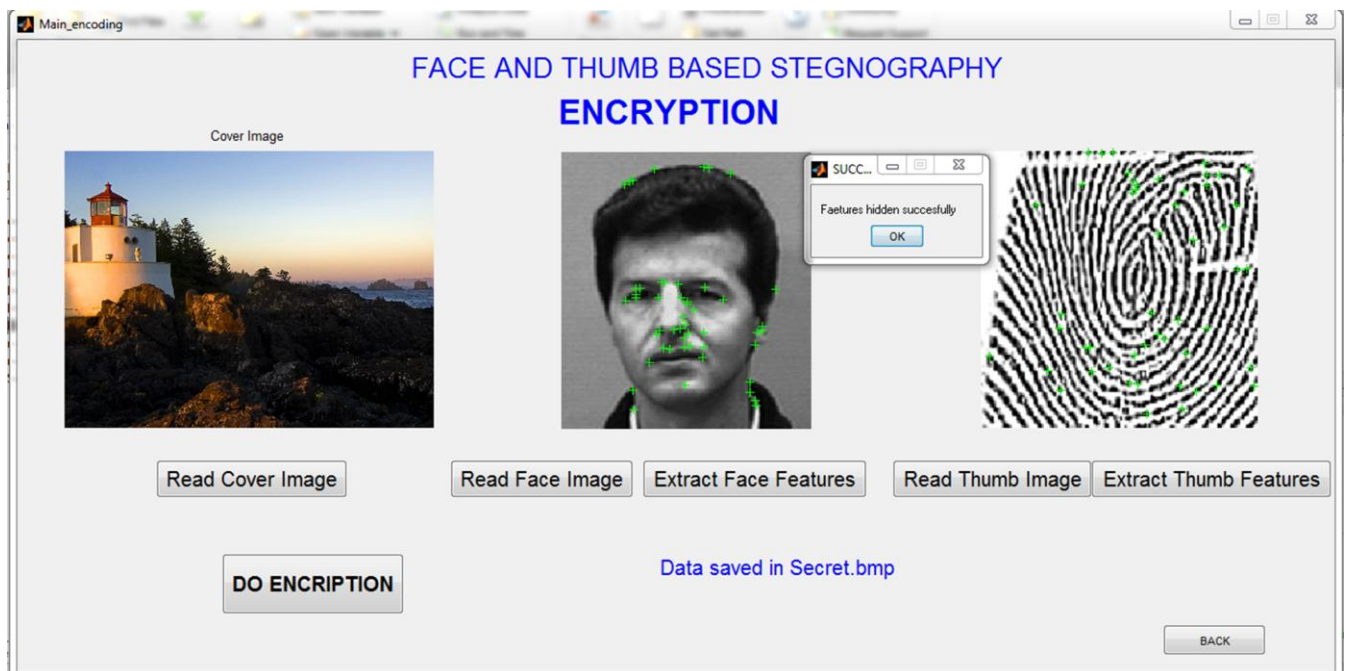 Main_encoding
FACE AND THUMB BASED STEGNOGRAPHY
ENCRYPTION
Cover Image
SUCC...
Faetures hidden succesfully
OK
Read Cover Image
Read Face Image
Extract Face Features
Read Thumb Image
Extract Thumb Features
DO ENCRIPTION
Data saved in Secret.bmp
BACK